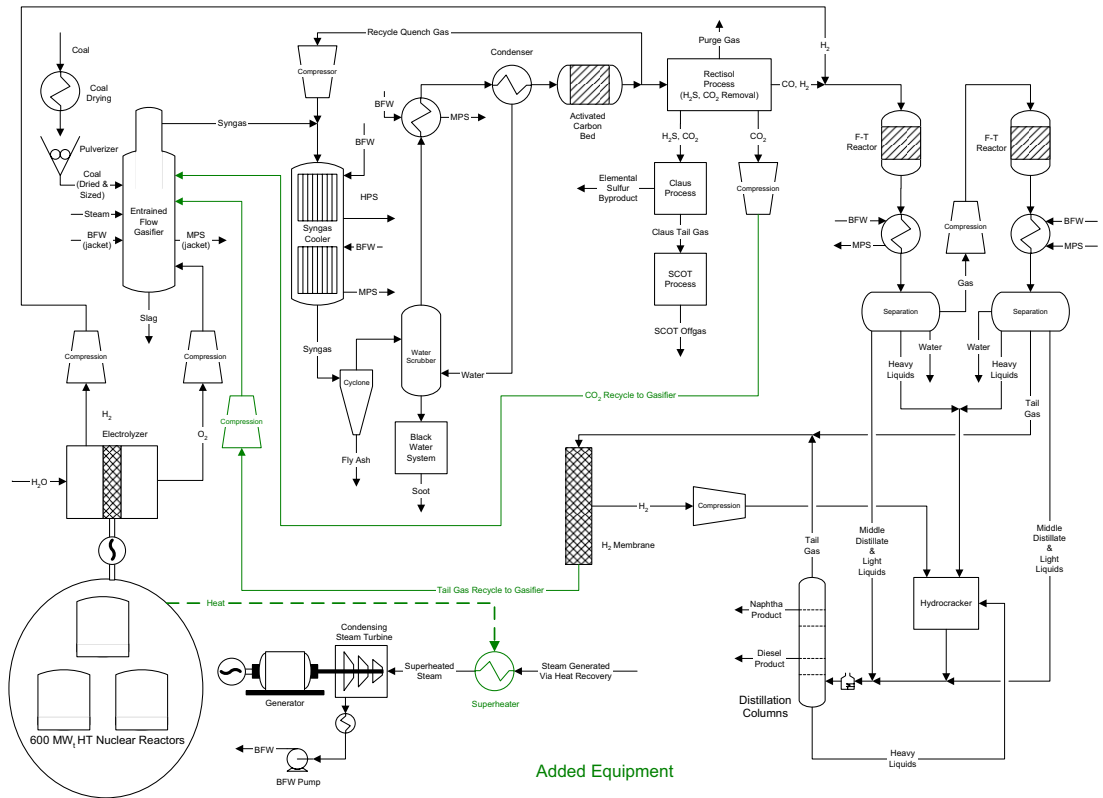 Recycle Quench Gas
Coal
Coal
Drying
Pulverizer
Coal
(Dried &
Sized)
Steam
BFW
(jacket)
MPS
(jacket)
Entrained
Flow
Gasifier
Slag
Syngas
Compressor
BFW
HPS
Syngas
Cooler
BFW
MPS
Syngas
BFW
MPS
Condenser
Activated
Carbon
Bed
Purge Gas
Rectisol
Process
(H₂S, CO₂ Removal)
H₂
CO, H₂
H₂S, CO₂
CO₂
Elemental
Sulfur
Byproduct
Claus
Process
Compression
Claus Tail Gas
SCOT
Process
SCOT Offgas
F-T
Reactor
F-T
Reactor
BFW
MPS
Compression
BFW
MPS
Gas
Separation
Separation
Heavy
Liquids
Water
Water
Heavy
Liquids
Tail
Gas
Compression
Compression
H₂
O₂
Compression
Electrolyzer
H₂O
Cyclone
Water
Scrubber
Water
Fly Ash
Black
Water
System
Soot
CO₂ Recycle to Gasifier
H₂
Compression
H₂ Membrane
Tail
Gas
Middle
Distillate
&
Light
Liquids
Middle
Distillate
&
Light
Liquids
Tail Gas Recycle to Gasifier
Heat
Hydrocracker
Naphtha
Product
Diesel
Product
Distillation
Columns
Heavy
Liquids
Condensing
Steam Turbine
Generator
Superheated
Steam
Steam Generated
Via Heat Recovery
Superheater
BFW
BFW Pump
600 MWₜ HT Nuclear Reactors
Added Equipment